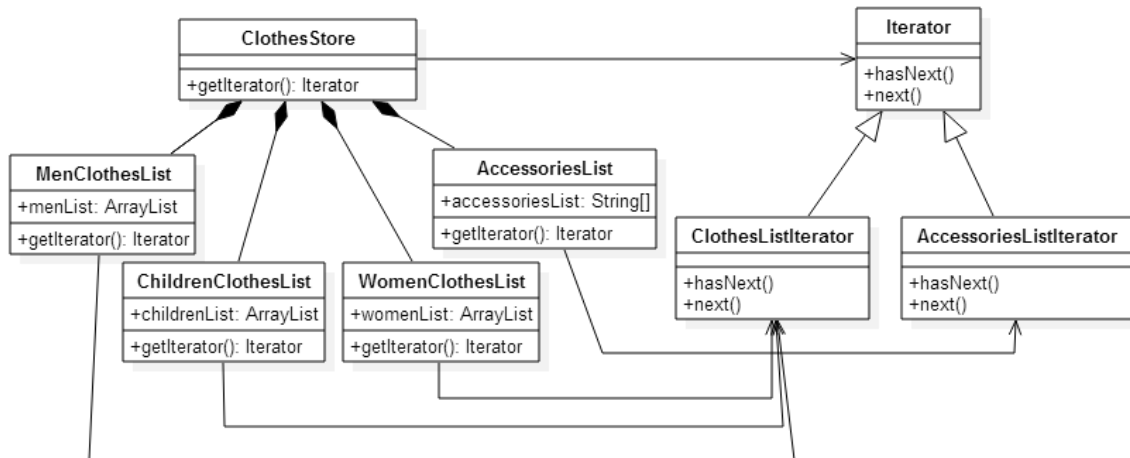 ClothesStore
+getIterator(): Iterator
Iterator
+hasNext()
+next()
MenClothesList
+menList: ArrayList
+getIterator(): Iterator
AccessoriesList
+accessoriesList: String[]
+getIterator(): Iterator
ChildrenClothesList
+childrenList: ArrayList
+getIterator(): Iterator
WomenClothesList
+womenList: ArrayList
+getIterator(): Iterator
ClothesListIterator
+hasNext()
+next()
AccessoriesListIterator
+hasNext()
+next()